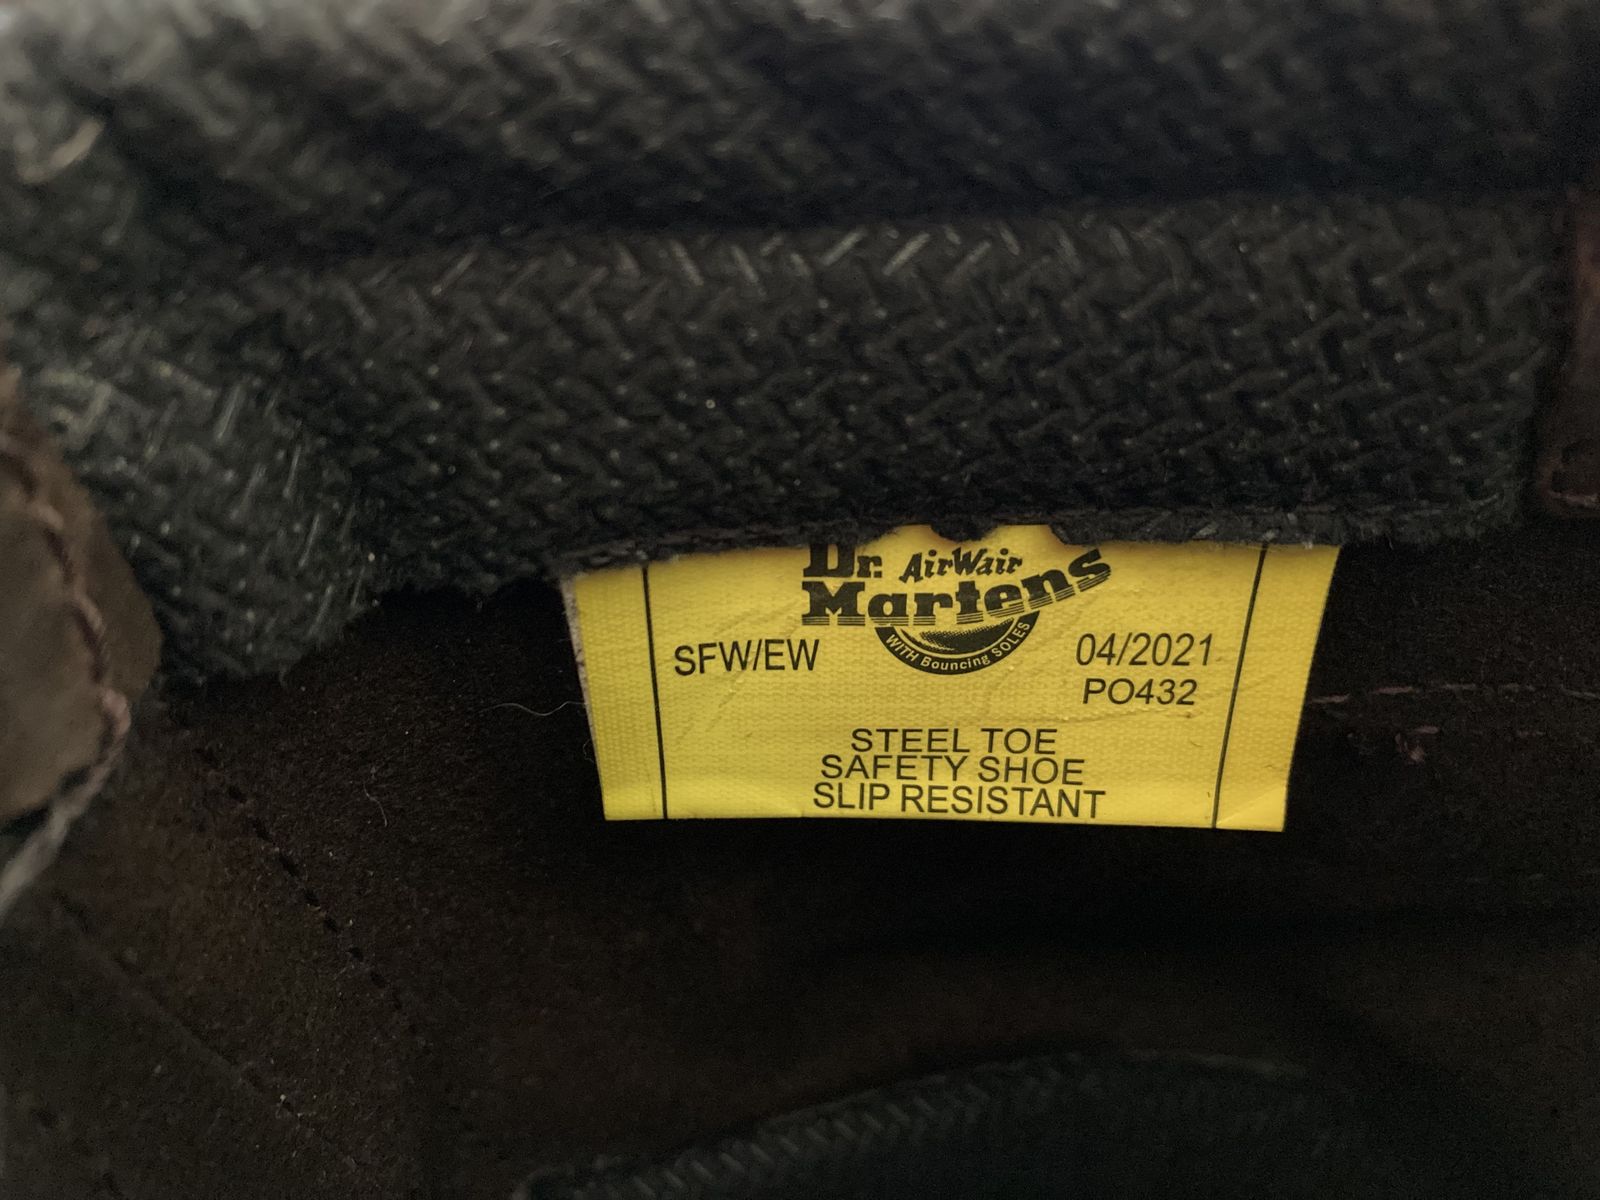 Dr. AirWair
Martens
WITH Bouncing SOLES
SFW/EW
04/2021
PO432
STEEL TOE
SAFETY SHOE
SLIP RESISTANT